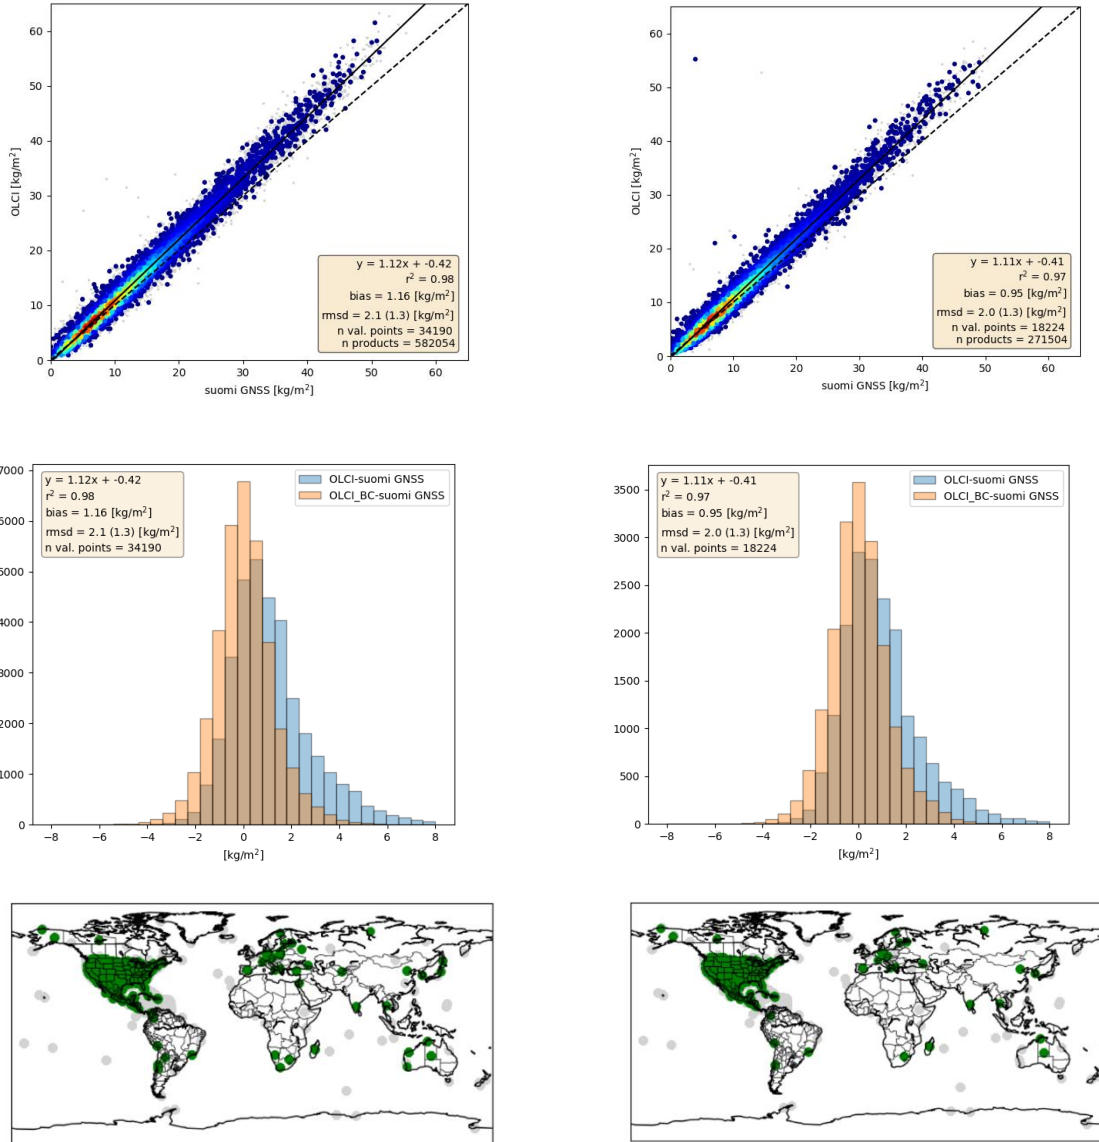 60
50
40
30
20
10
0
OLCI [kg/m²]
y = 1.12x + -0.42
r² = 0.98
bias = 1.16 [kg/m²]
rmsd = 2.1 (1.3) [kg/m²]
n val. points = 34190
n products = 582054
0 10 20 30 40 50 60
suomi GNSS [kg/m²]
60
50
40
30
20
10
0
OLCI [kg/m²]
y = 1.11x + -0.41
r² = 0.97
bias = 0.95 [kg/m²]
rmsd = 2.0 (1.3) [kg/m²]
n val. points = 18224
n products = 271504
0 10 20 30 40 50 60
suomi GNSS [kg/m²]
7000
6000
5000
4000
3000
2000
1000
0
y = 1.12x + -0.42
r² = 0.98
bias = 1.16 [kg/m²]
rmsd = 2.1 (1.3) [kg/m²]
n val. points = 34190
OLCI-suomi GNSS
OLCI_BC-suomi GNSS
−8 −6 −4 −2 0 2 4 6 8
[kg/m²]
3500
3000
2500
2000
1500
1000
500
0
y = 1.11x + -0.41
r² = 0.97
bias = 0.95 [kg/m²]
rmsd = 2.0 (1.3) [kg/m²]
n val. points = 18224
OLCI-suomi GNSS
OLCI_BC-suomi GNSS
−8 −6 −4 −2 0 2 4 6 8
[kg/m²]